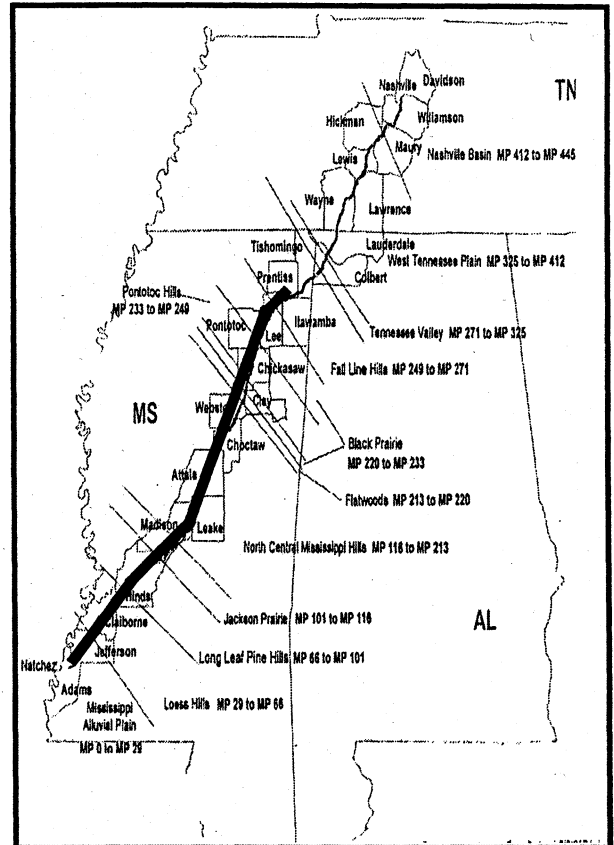 Davidson
Nashville
TN
Williamson
Hickman
Maury
Nashville Basin MP 412 to MP 445
Lewis
Wayne
Lawrence
Tishomingo
Lauderdale
West Tennesses Plain MP 325 to MP 412
Colbert
Prentiss
Pontotoc Hills
MP 233 to MP 249
Itawamba
Pontotoc
Lee
Tennesse Valley MP 271 to MP 325
Chickasaw
Fall Line Hills MP 249 to MP 271
MS
Webster
Clay
Choctaw
Black Prairie
MP 220 to MP 233
Attala
Flatwoods MP 213 to MP 220
Madison
Leake
North Central Mississippi Hills MP 116 to MP 213
Hinds
Claiborne
Jackson Prairie MP 101 to MP 116
AL
Jefferson
Long Leaf Pine Hills MP 66 to MP 101
Natchez
Adams
Loess Hills MP 29 to MP 66
Mississippi
Alluvial Plain
MP 0 to MP 29